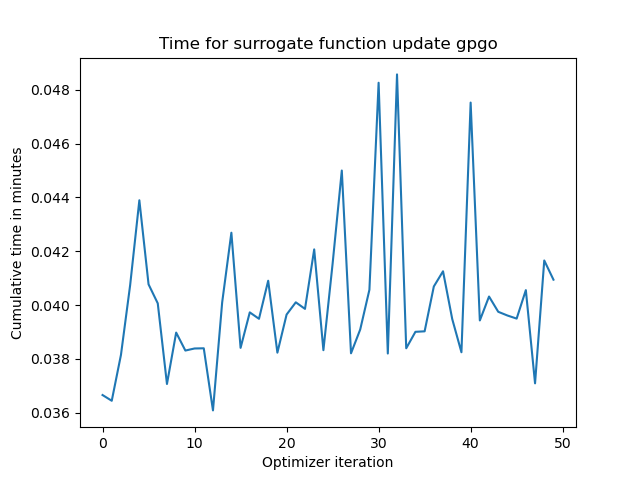 Time for surrogate function update gpgo
0.048
0.046
0.044
0.042
0.040
0.038
0.036
Cumulative time in minutes
0 10 20 30 40 50
Optimizer iteration